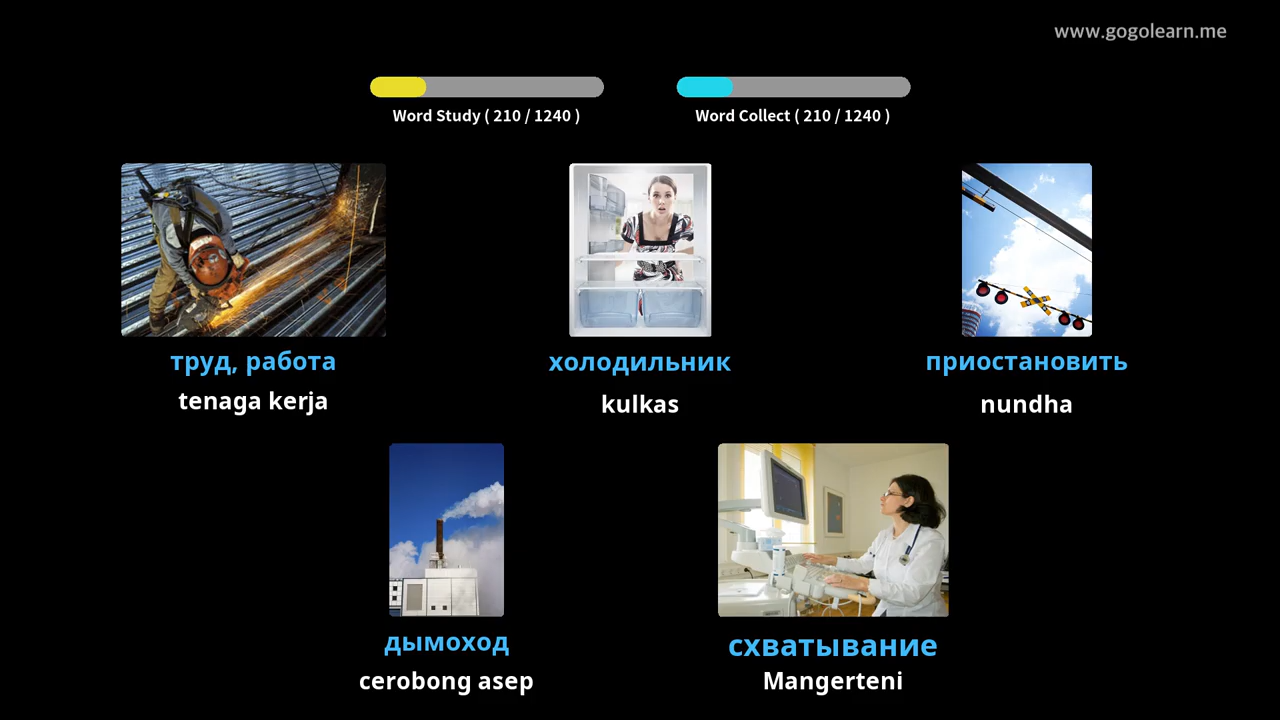 www.gogolearn.me
Word Study ( 210 / 1240 )
Word Collect ( 210 / 1240 )
труд, работа
холодильник
приостановить
tenaga kerja
kulkas
nundha
дымоход
схватывание
cerobong asep
Mangerteni